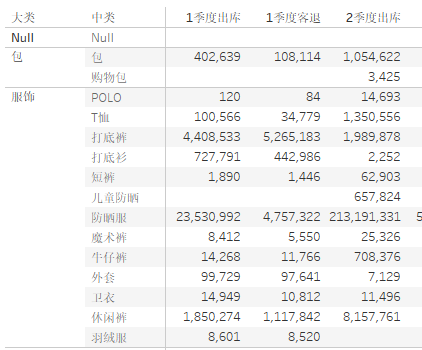 大类 中类 1季度出库 1季度客退 2季度出库
Null Null
包 包 402,639 108,114 1,054,622
购物包 3,425
服饰 POLO 120 84 14,693
T恤 100,566 34,779 1,350,556
打底裤 4,408,533 5,265,183 1,989,878
打底衫 727,791 442,986 2,252
短裤 1,890 1,446 62,903
儿童防晒 657,824
防晒服 23,530,992 4,757,322 213,191,331 5
魔术裤 8,412 5,550 25,326
牛仔裤 14,268 11,766 708,376
外套 99,729 97,641 7,129
卫衣 14,949 10,812 11,496
休闲裤 1,850,274 1,117,842 8,157,761
羽绒服 8,601 8,520